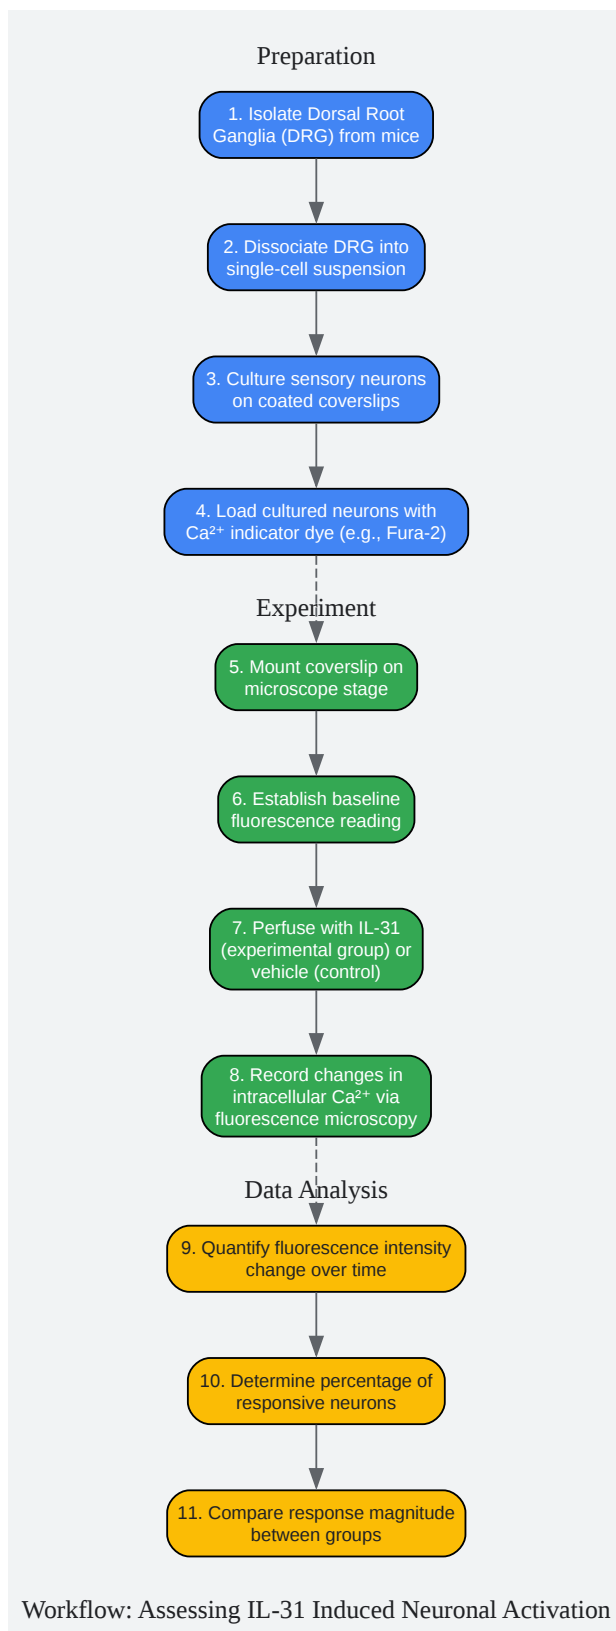 Preparation
1. Isolate Dorsal Root
Ganglia (DRG) from mice
2. Dissociate DRG into
single-cell suspension
3. Culture sensory neurons
on coated coverslips
4. Load cultured neurons with
Ca²⁺ indicator dye (e.g., Fura-2)
Experiment
5. Mount coverslip on
microscope stage
6. Establish baseline
fluorescence reading
7. Perfuse with IL-31
(experimental group) or
vehicle (control)
8. Record changes in
intracellular Ca²⁺ via
fluorescence microscopy
Data Analysis
9. Quantify fluorescence intensity
change over time
10. Determine percentage of
responsive neurons
11. Compare response magnitude
between groups
Workflow: Assessing IL-31 Induced Neuronal Activation